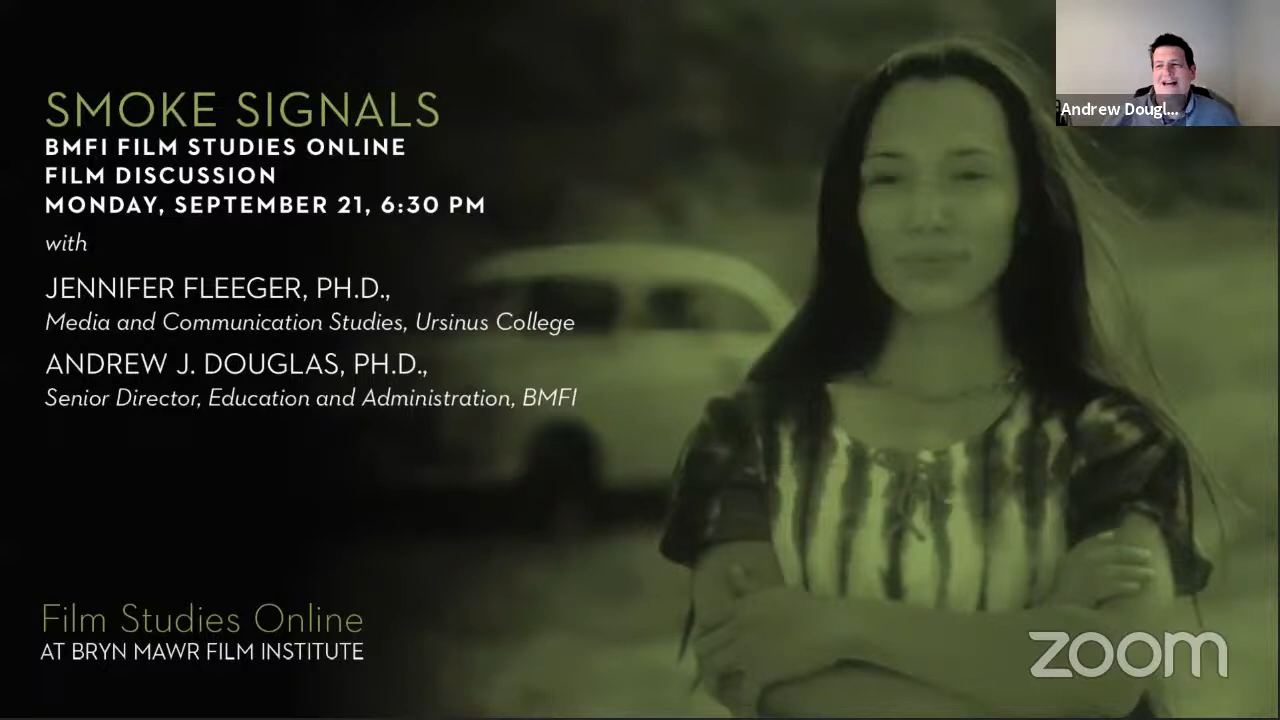 SMOKE SIGNALS
BMFI FILM STUDIES ONLINE
FILM DISCUSSION
MONDAY, SEPTEMBER 21, 6:30 PM
with
JENNIFER FLEEGER, PH.D.,
Media and Communication Studies, Ursinus College
ANDREW J. DOUGLAS, PH.D.,
Senior Director, Education and Administration, BMFI
Film Studies Online
AT BRYN MAWR FILM INSTITUTE
Andrew Dougl...
zoom